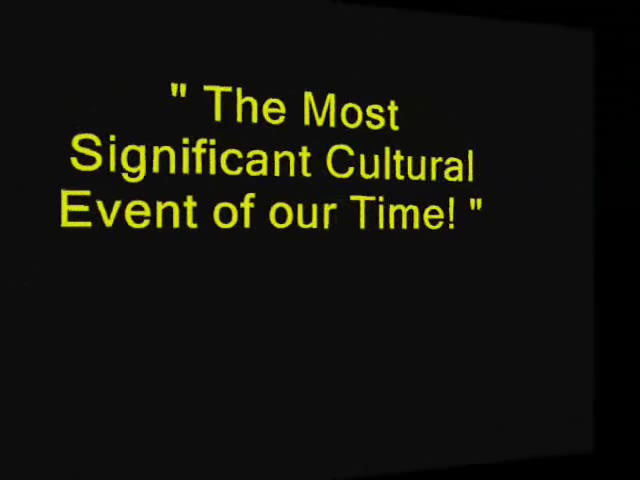 " The Most
Significant Cultural
Event of our Time! "